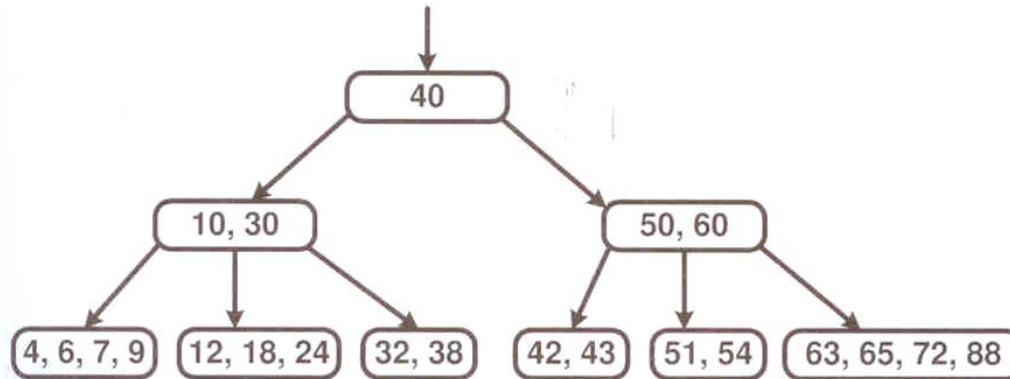 40
10, 30
50, 60
4, 6, 7, 9
12, 18, 24
32, 38
42, 43
51, 54
63, 65, 72, 88